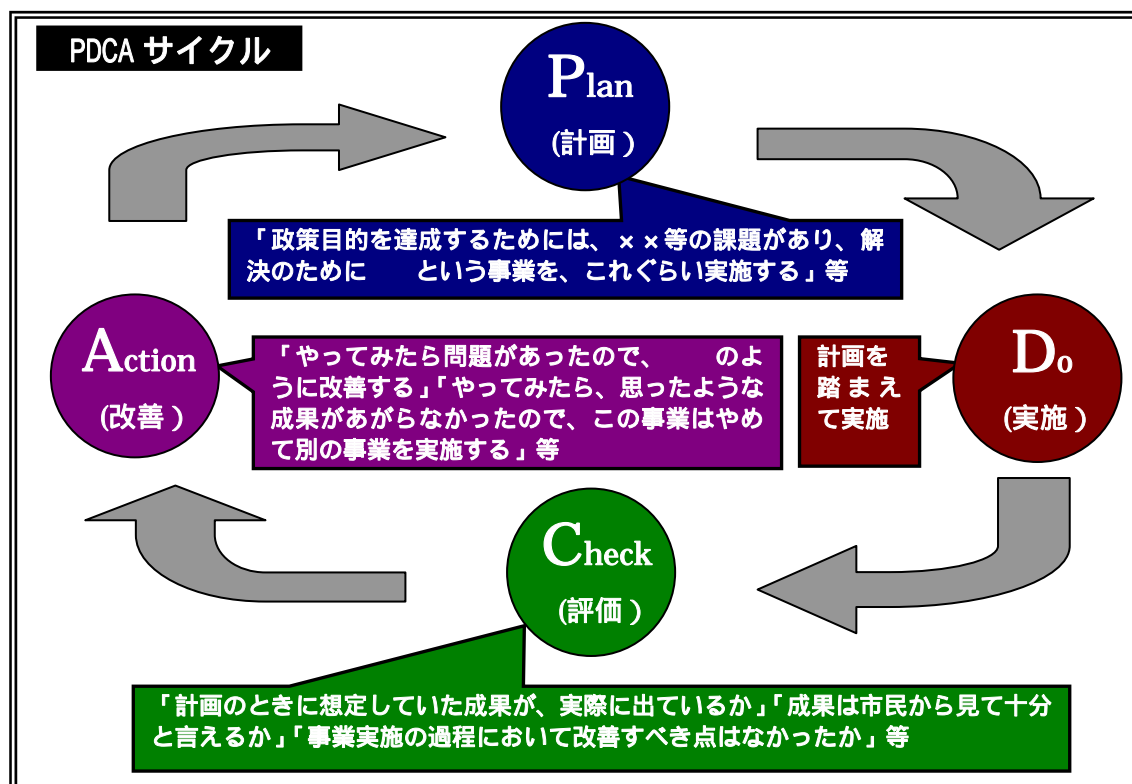 PDCA サイクル
Plan
(計画)
「政策目的を達成するためには、××等の課題があり、解
決のために　　という事業を、これぐらい実施する」等
Action
(改善)
「やってみたら問題があったので、　　のよ
うに改善する」「やってみたら、思ったような
成果があがらなかったので、この事業はやめ
て別の事業を実施する」等
計画を
踏まえ
て実施
Do
(実施)
Check
(評価)
「計画のときに想定していた成果が、実際に出ているか」「成果は市民から見て十分
と言えるか」「事業実施の過程において改善すべき点はなかったか」等